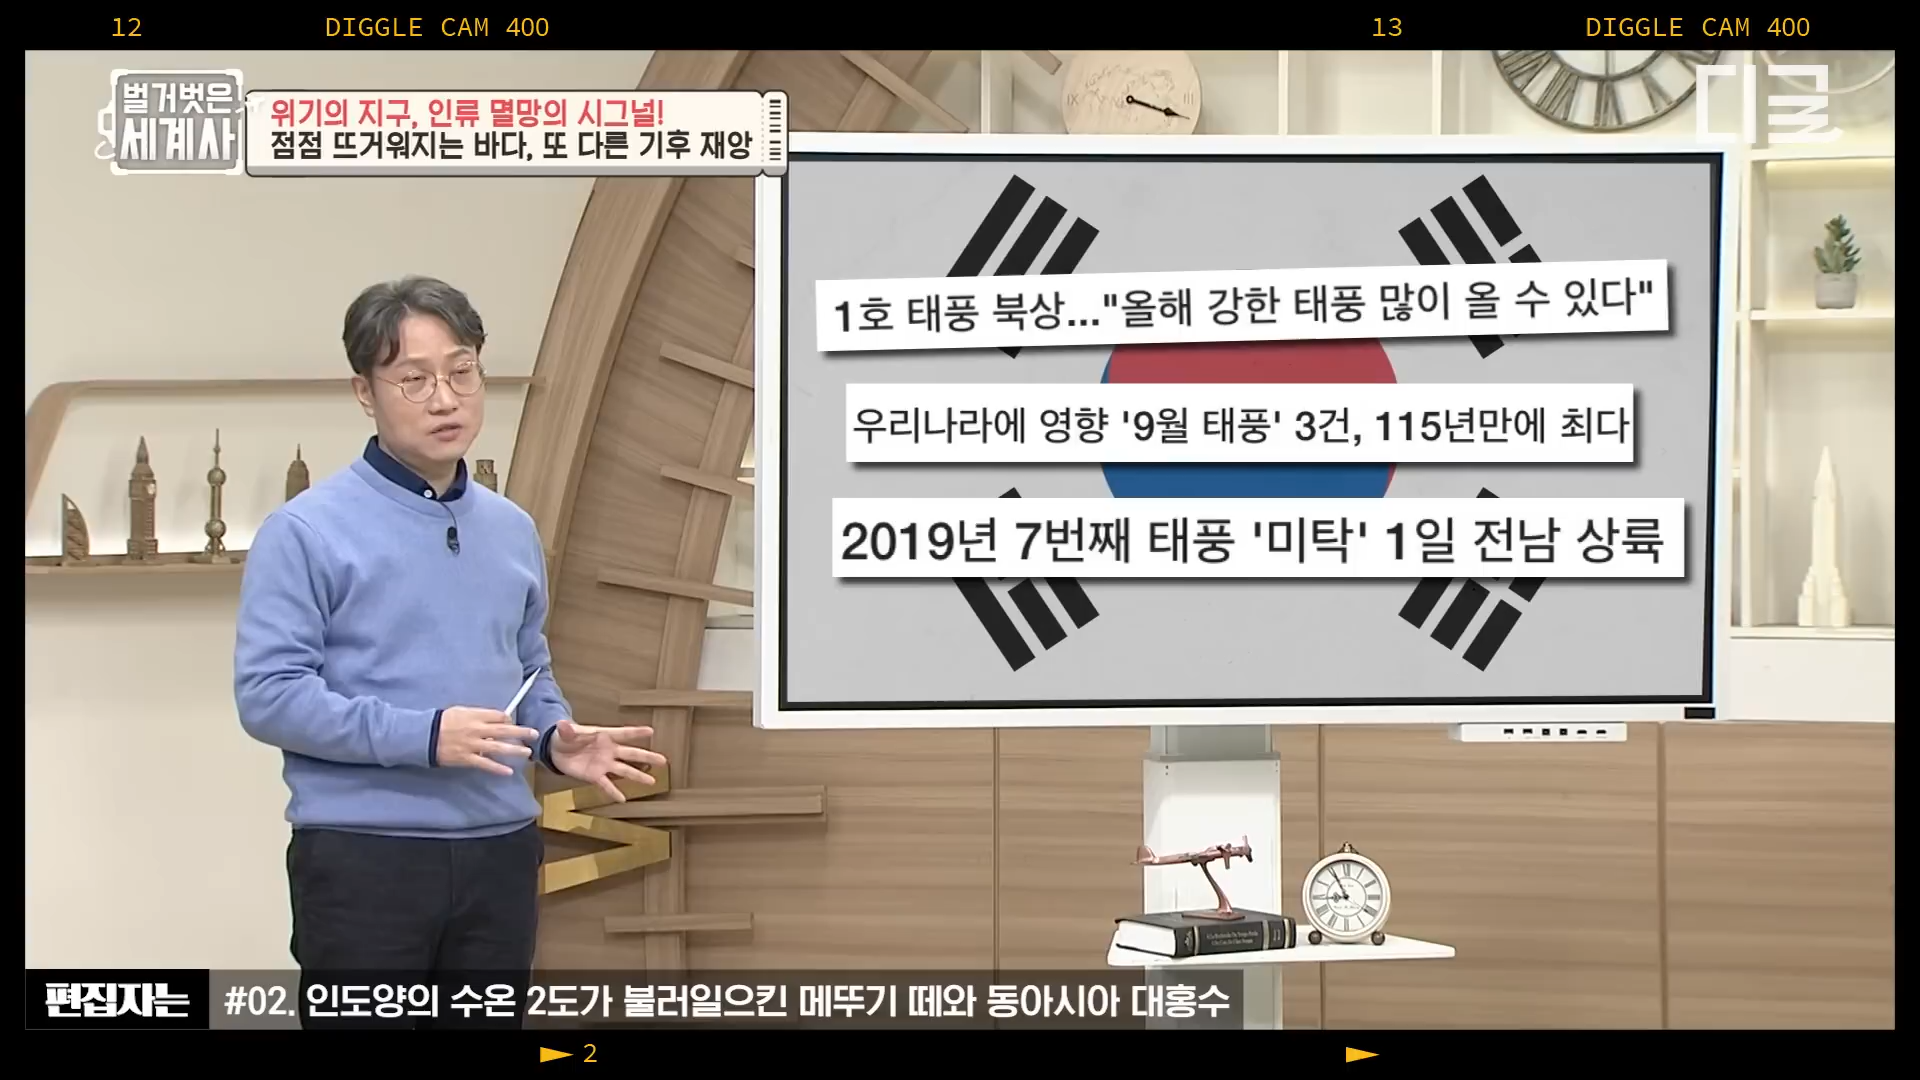 12 DIGGLE CAM 400 13 DIGGLE CAM 400
벌거벗은
세계사
위기의 지구, 인류 멸망의 시그널!
점점 뜨거워지는 바다, 또 다른 기후 재앙
디글
1호 태풍 북상..."올해 강한 태풍 많이 올 수 있다"
우리나라에 영향 '9월 태풍' 3건, 115년만에 최다
2019년 7번째 태풍 '미탁' 1일 전남 상륙
편집자는
#02. 인도양의 수온 2도가 불러일으킨 메뚜기 떼와 동아시아 대홍수
2